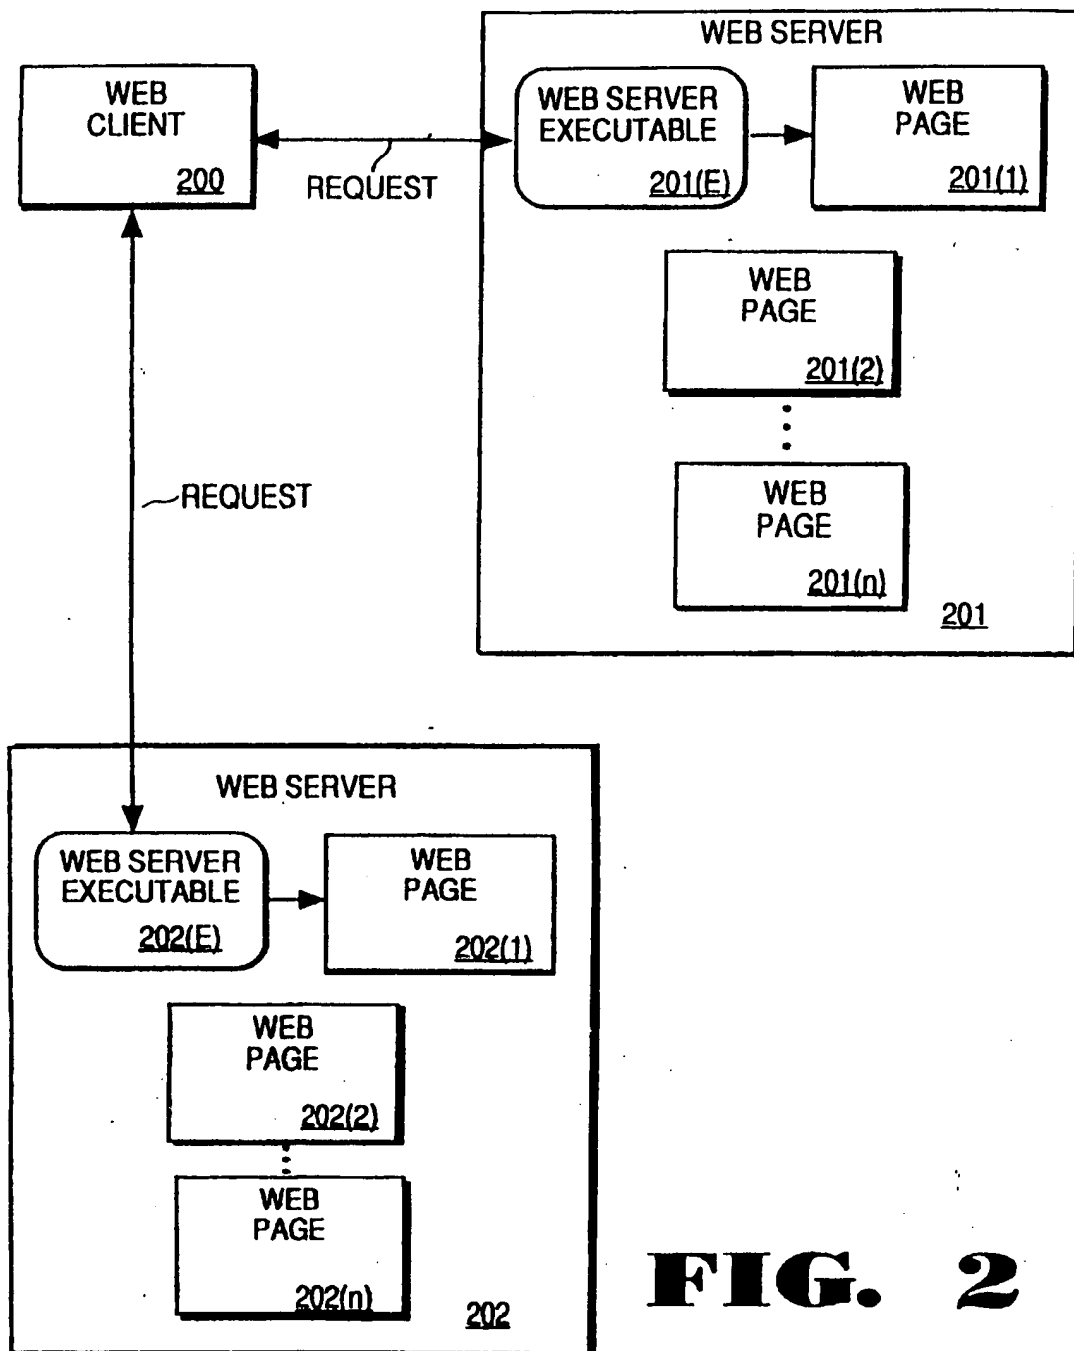 WEB SERVER
WEB
CLIENT
200
REQUEST
WEB SERVER
EXECUTABLE
201(E)
WEB
PAGE
201(1)
WEB
PAGE
201(2)
WEB
PAGE
201(n)
201
REQUEST
WEB SERVER
WEB SERVER
EXECUTABLE
202(E)
WEB
PAGE
202(1)
WEB
PAGE
202(2)
WEB
PAGE
202(n)
202
FIG. 2